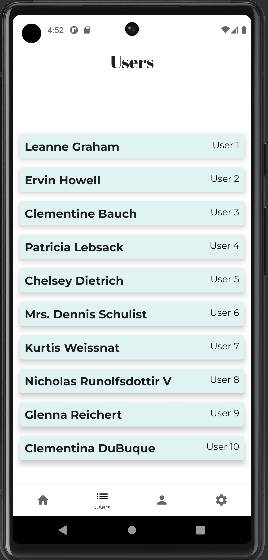 4:52
Users
Leanne Graham User 1
Ervin Howell User 2
Clementine Bauch User 3
Patricia Lebsack User 4
Chelsey Dietrich User 5
Mrs. Dennis Schulist User 6
Kurtis Weissnat User 7
Nicholas Runolfsdottir V User 8
Glenna Reichert User 9
Clementina DuBuque User 10
Users